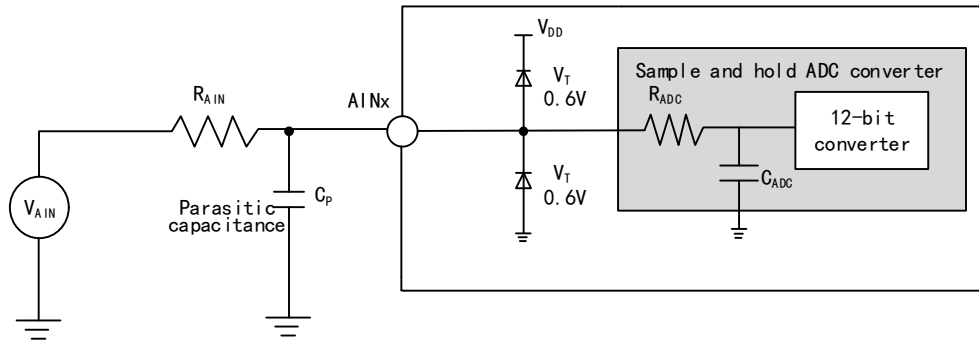 V_DD
Sample and hold ADC converter
R_AIN
AINx
V_T
0.6V
R_ADC
12-bit
converter
V_AIN
Parasitic
capacitance
C_P
V_T
0.6V
C_ADC